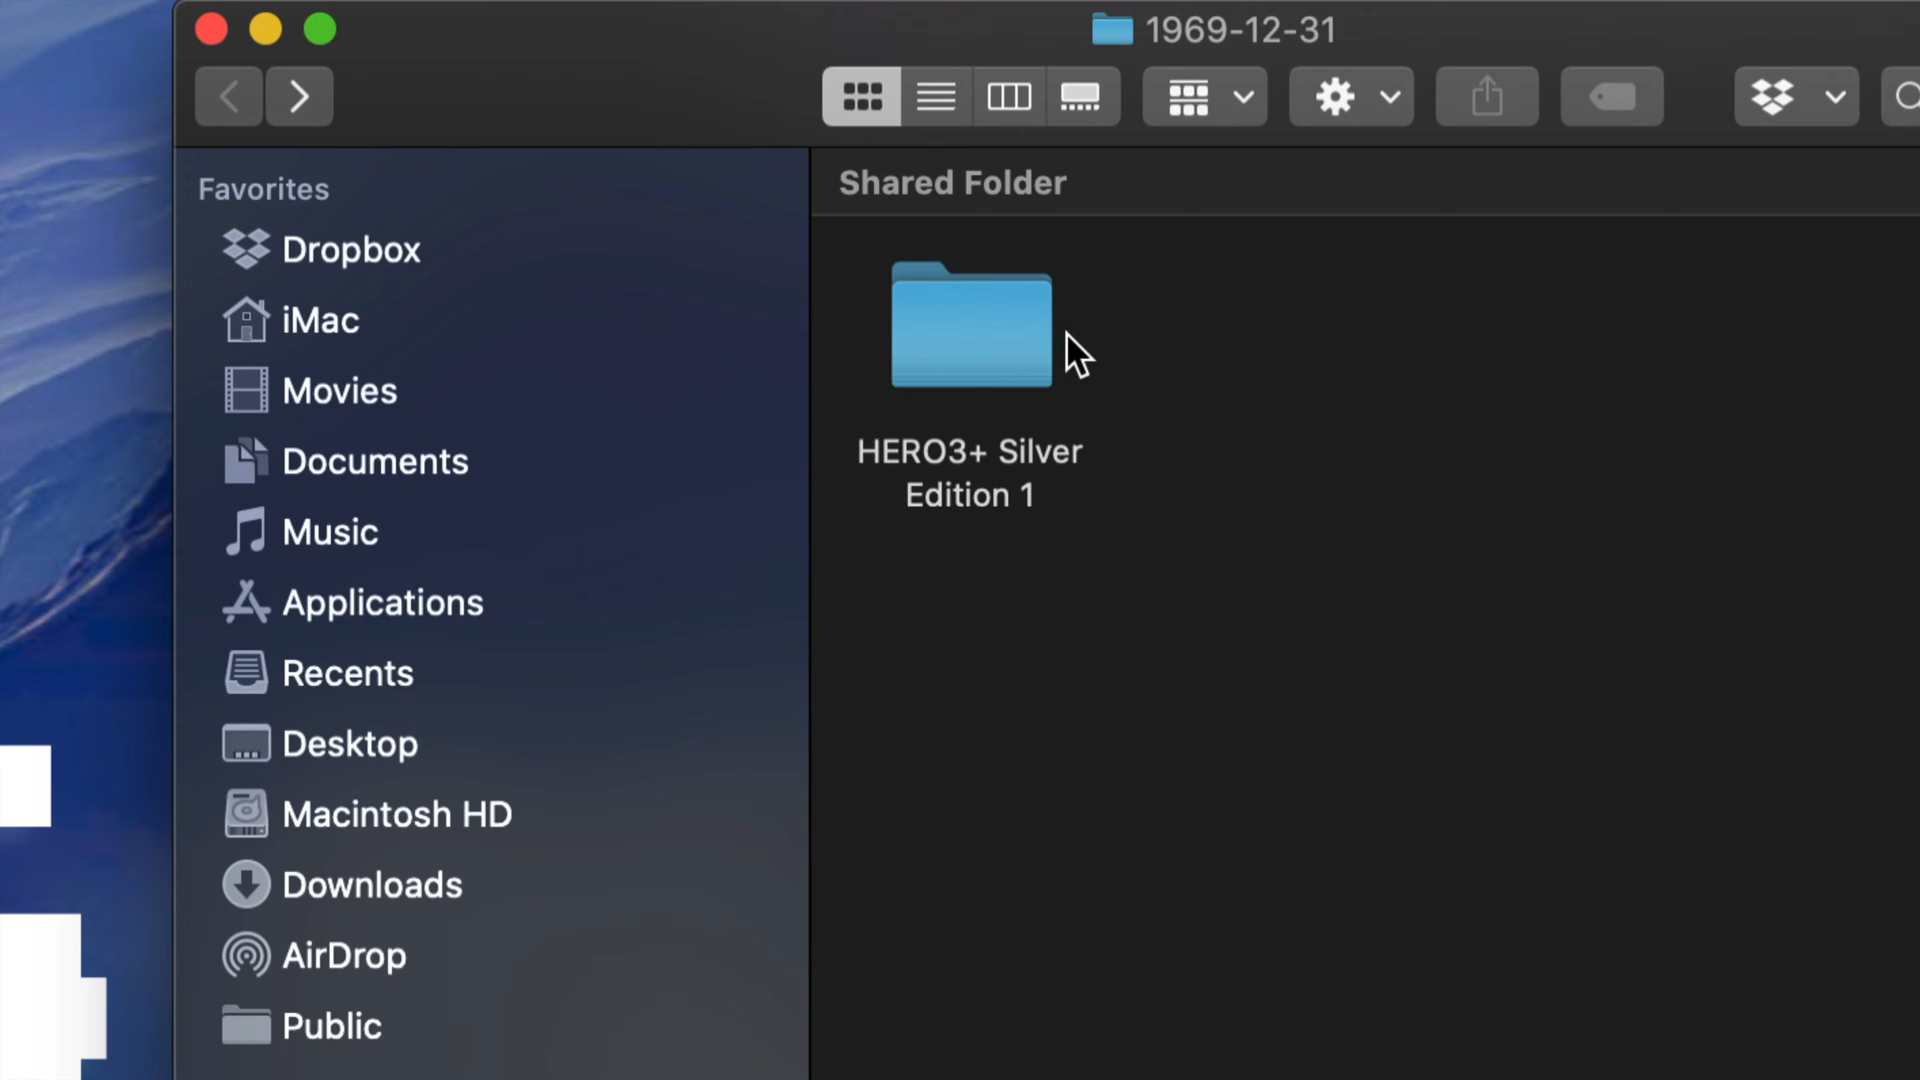 1969-12-31
Favorites
Dropbox
iMac
Movies
Documents
Music
Applications
Recents
Desktop
Macintosh HD
Downloads
AirDrop
Public
Shared Folder
HERO3+ Silver
Edition 1